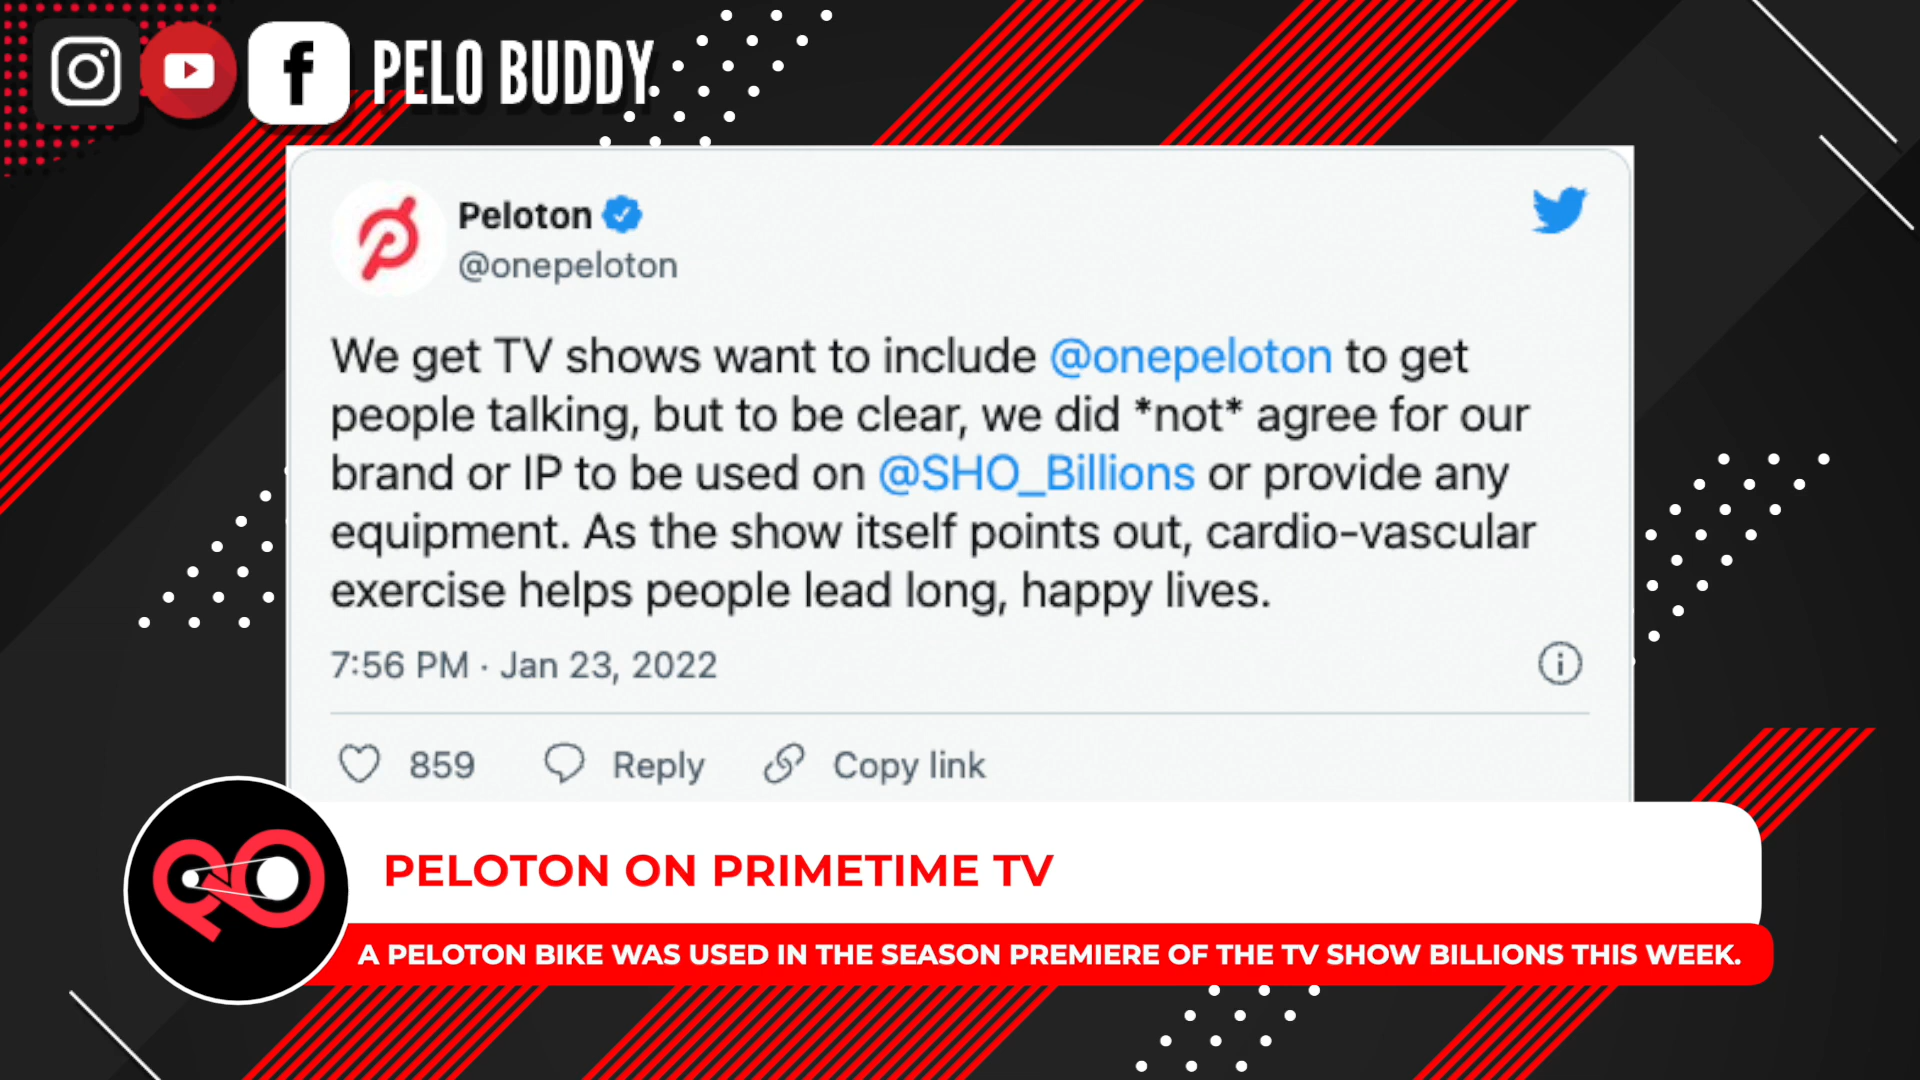 PELO BUDDY
Peloton
@onepeloton
We get TV shows want to include @onepeloton to get
people talking, but to be clear, we did *not* agree for our
brand or IP to be used on @SHO_Billions or provide any
equipment. As the show itself points out, cardio-vascular
exercise helps people lead long, happy lives.
7:56 PM · Jan 23, 2022
859 Reply Copy link
PELOTON ON PRIMETIME TV
A PELOTON BIKE WAS USED IN THE SEASON PREMIERE OF THE TV SHOW BILLIONS THIS WEEK.